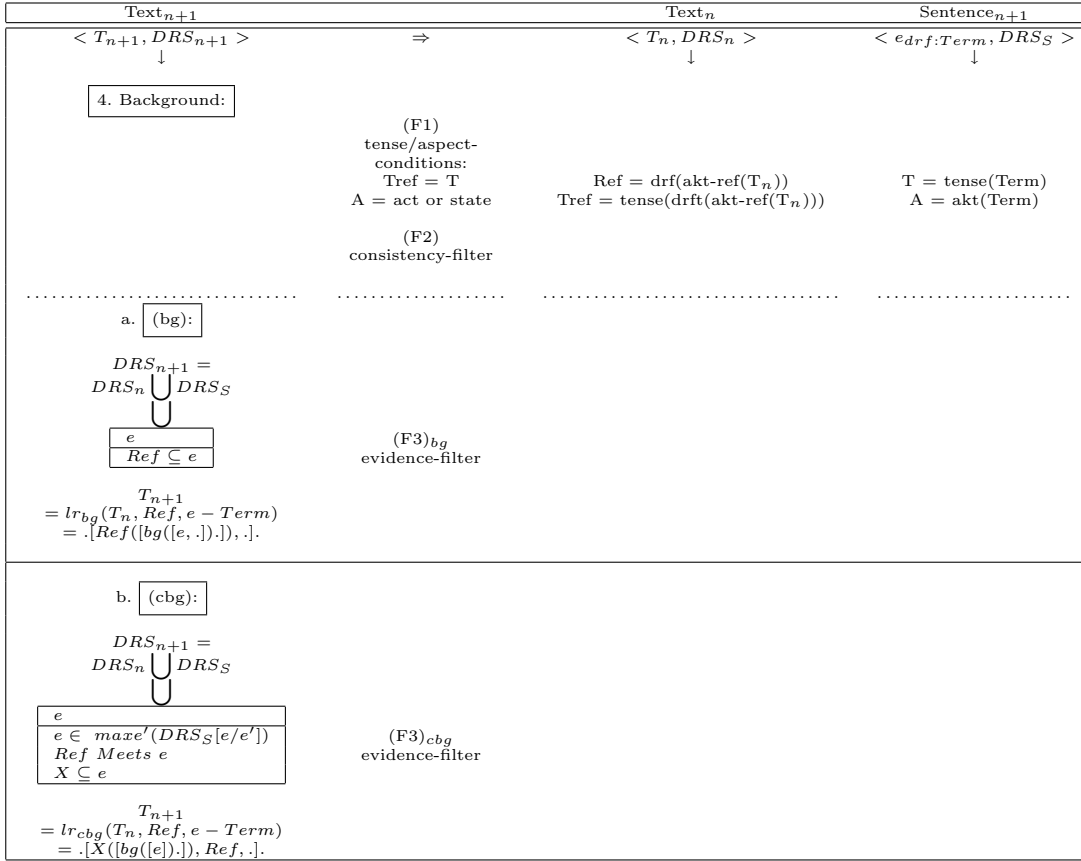 Text_{n+1} Text_n Sentence_{n+1}
< T_{n+1}, DRS_{n+1} > ⇒ < T_n, DRS_n > < e_{drf:Term}, DRS_S >
↓ ↓ ↓
4. Background:
(F1)
tense/aspect-
conditions:
Tref = T Ref = drf(akt-ref(T_n)) T = tense(Term)
A = act or state Tref = tense(drft(akt-ref(T_n))) A = akt(Term)
(F2)
consistency-filter
a. (bg):
DRS_{n+1} =
DRS_n ⋃ DRS_S
⋃
e (F3)_{bg}
Ref ⊆ e evidence-filter
T_{n+1}
= lr_{bg}(T_n, Ref, e − Term)
= .[Ref([bg([e, .]).]), .].
b. (cbg):
DRS_{n+1} =
DRS_n ⋃ DRS_S
⋃
e
e ∈ maxe′(DRS_S[e/e′]) (F3)_{cbg}
Ref Meets e evidence-filter
X ⊆ e
T_{n+1}
= lr_{cbg}(T_n, Ref, e − Term)
= .[X([bg([e]).]), Ref, .].